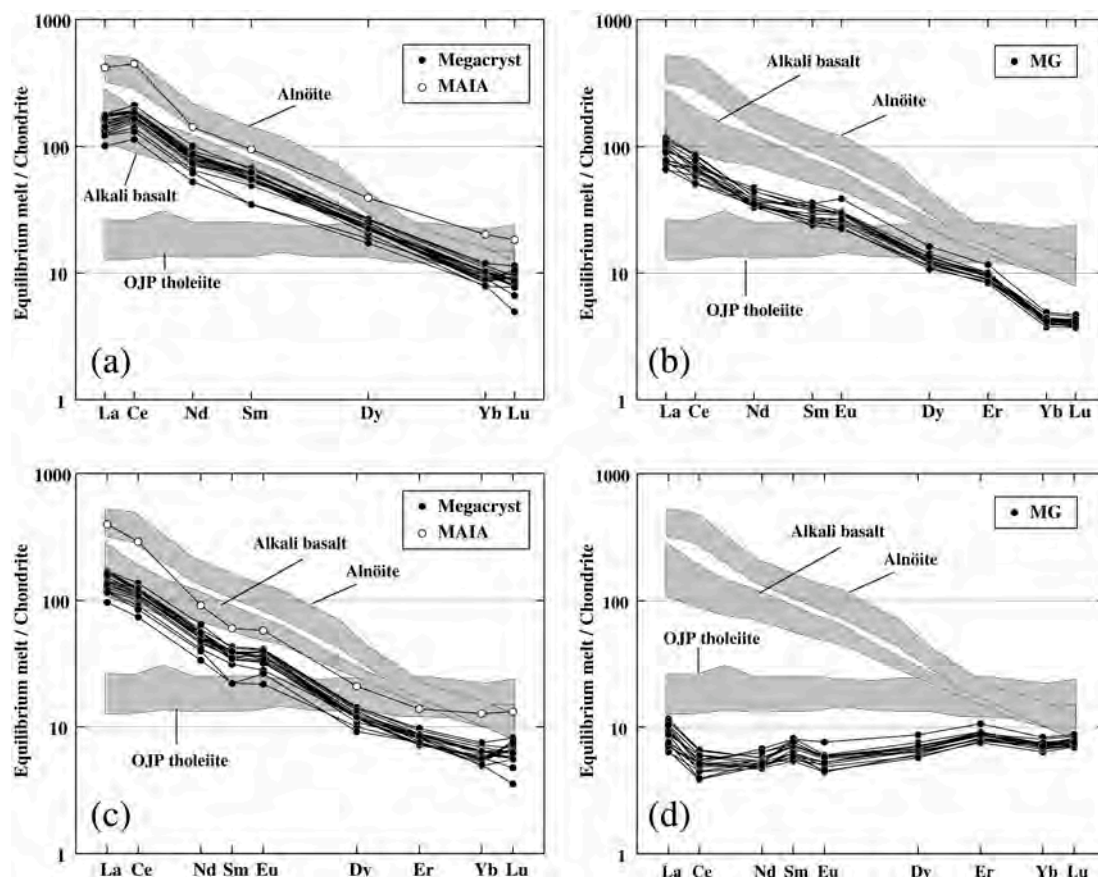 1000
100
10
1
Equilibrium melt / Chondrite
Megacryst
MAIA
Alnöite
Alkali basalt
OJP tholeiite
(a)
La Ce Nd Sm Dy Yb Lu
1000
100
10
1
Equilibrium melt / Chondrite
MG
Alkali basalt
Alnöite
OJP tholeiite
(b)
La Ce Nd Sm Eu Dy Er Yb Lu
1000
100
10
1
Equilibrium melt / Chondrite
Megacryst
MAIA
Alkali basalt
Alnöite
OJP tholeiite
(c)
La Ce Nd Sm Eu Dy Er Yb Lu
1000
100
10
1
Equilibrium melt / Chondrite
MG
Alkali basalt
Alnöite
OJP tholeiite
(d)
La Ce Nd Sm Eu Dy Er Yb Lu